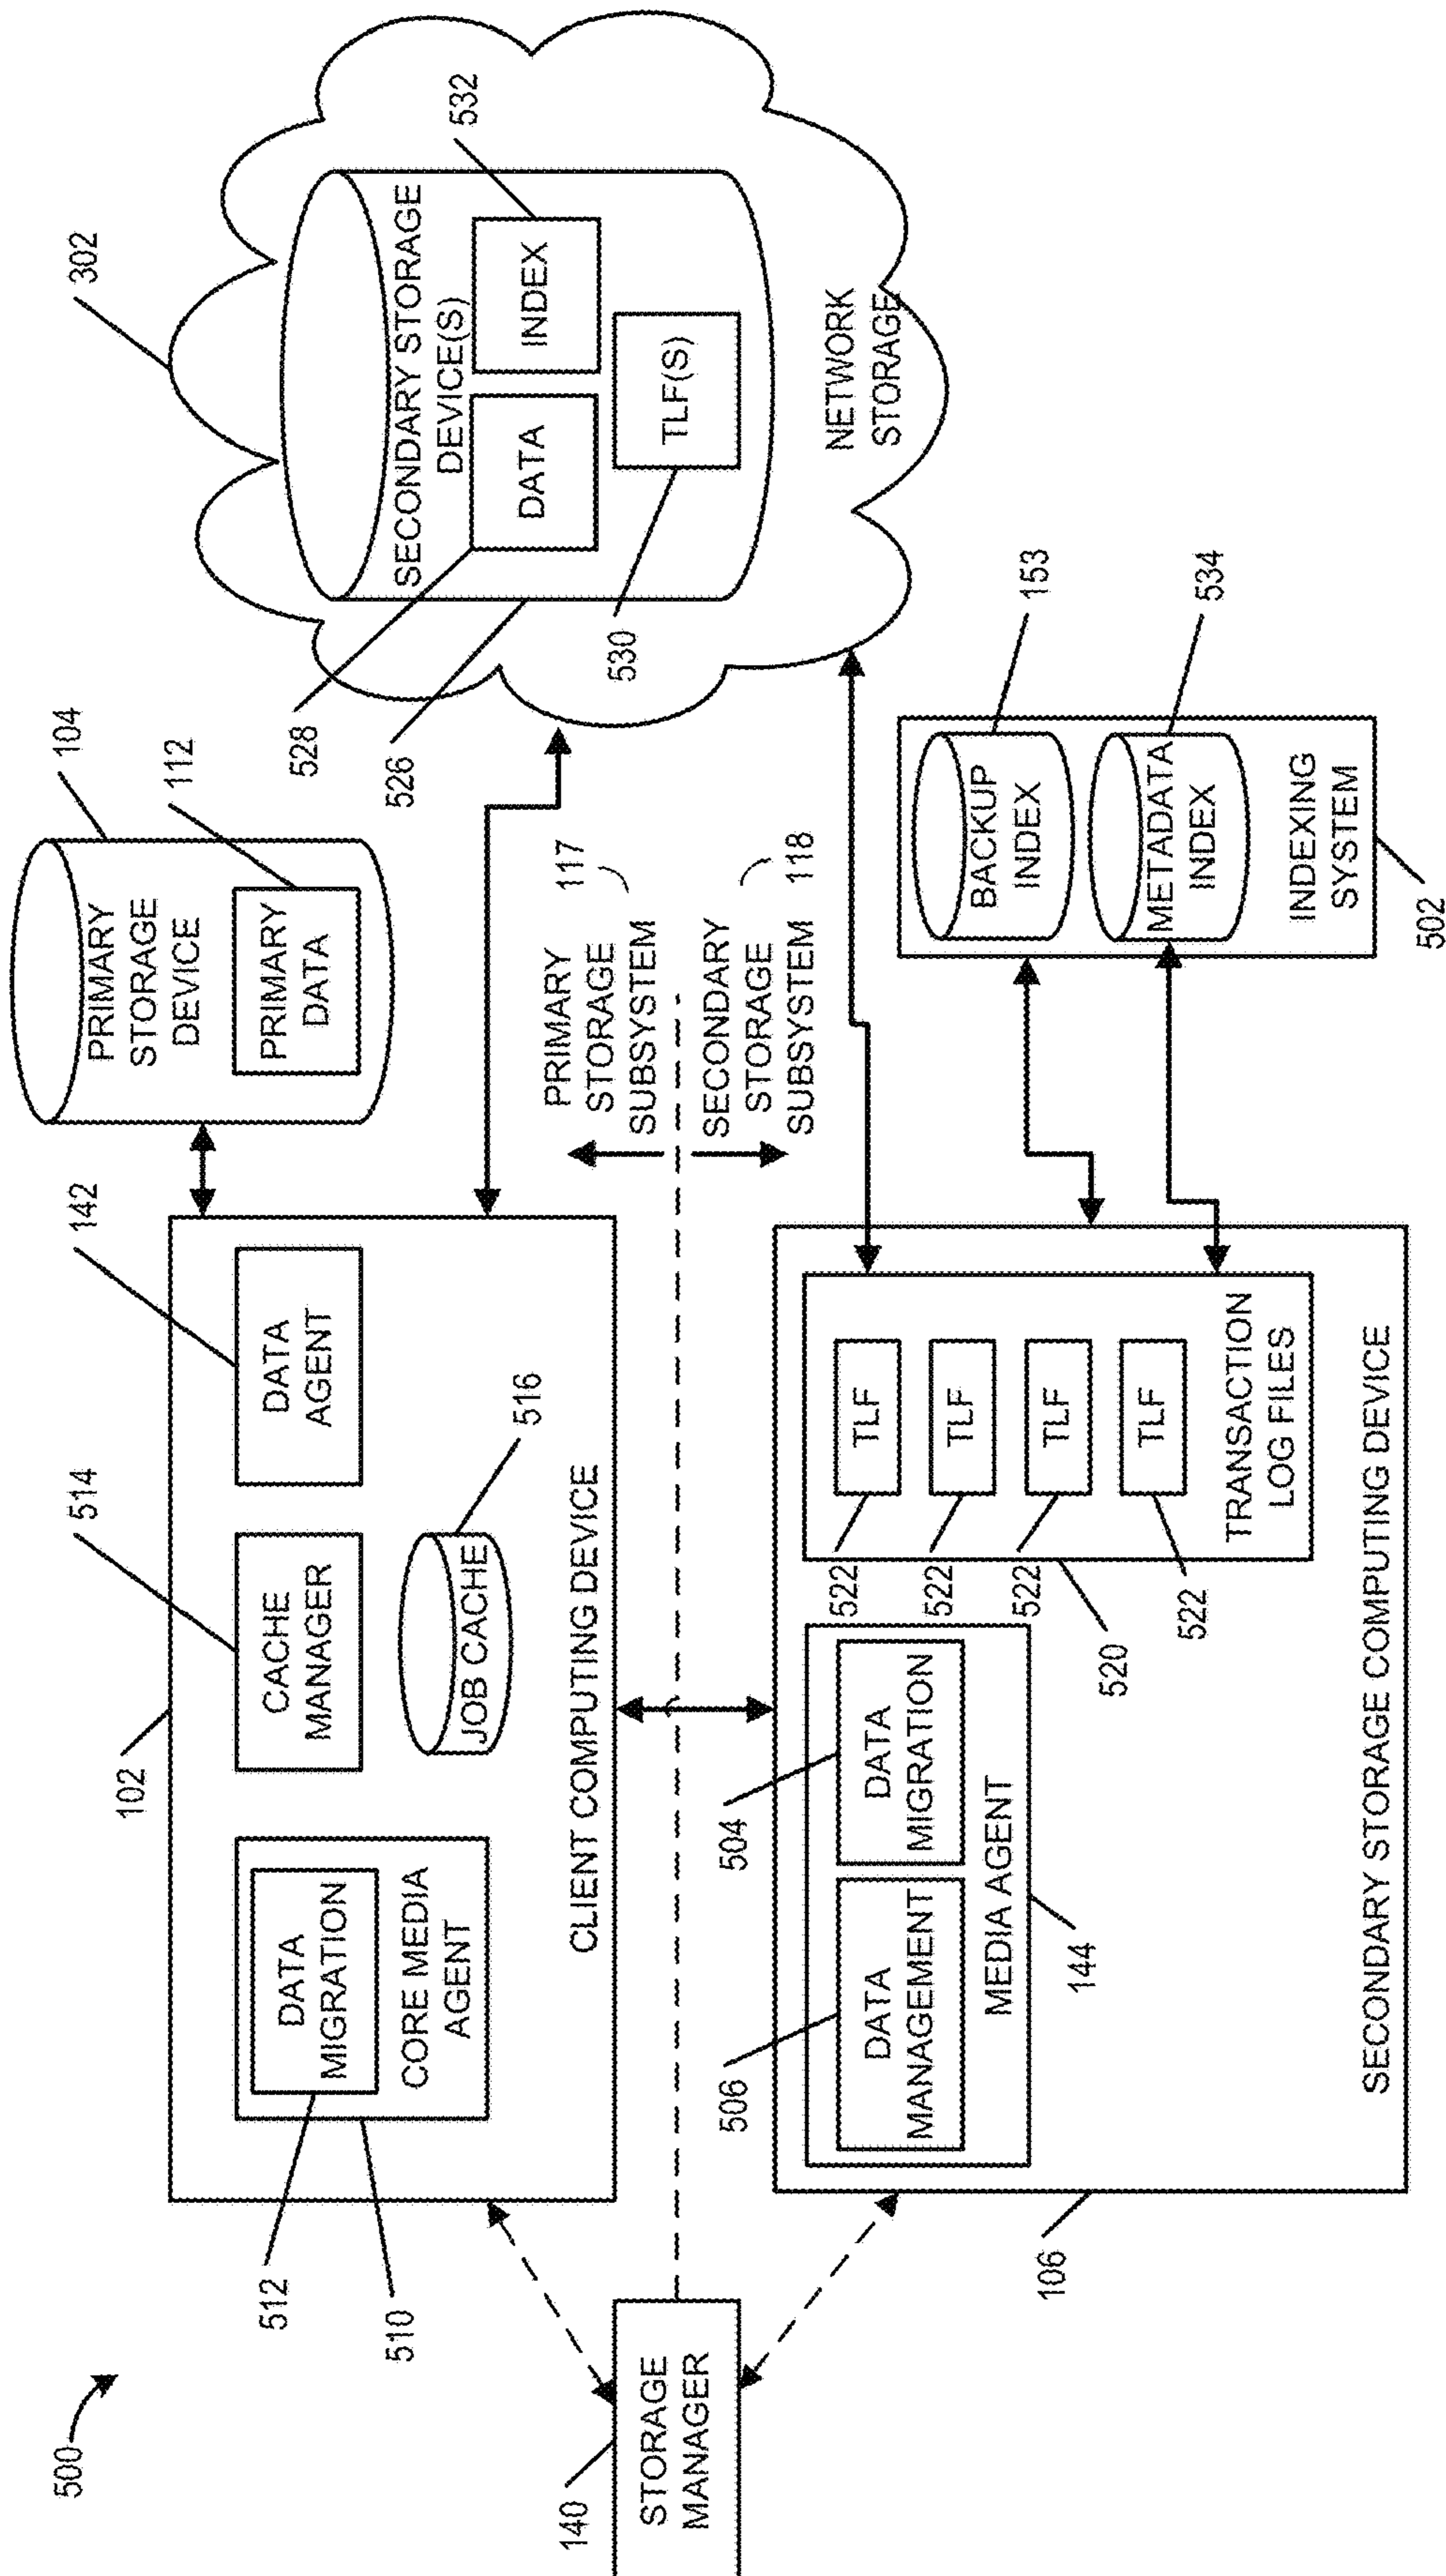 500
140
STORAGE
MANAGER
102
512
510
DATA
MIGRATION
CORE MEDIA
AGENT
514
CACHE
MANAGER
142
DATA
AGENT
516
JOB CACHE
CLIENT COMPUTING DEVICE
104
PRIMARY
STORAGE
DEVICE
112
PRIMARY
DATA
302
532
SECONDARY STORAGE
DEVICE(S)
DATA
INDEX
TLF(S)
528
526
530
NETWORK
STORAGE
PRIMARY
STORAGE
SUBSYSTEM
117
SECONDARY
STORAGE
SUBSYSTEM
118
504
506
DATA
MANAGEMENT
DATA
MIGRATION
MEDIA AGENT
144
522
522
522
522
520
TLF
TLF
TLF
TLF
TRANSACTION
LOG FILES
SECONDARY STORAGE COMPUTING DEVICE
106
153
534
BACKUP
INDEX
METADATA
INDEX
INDEXING
SYSTEM
502